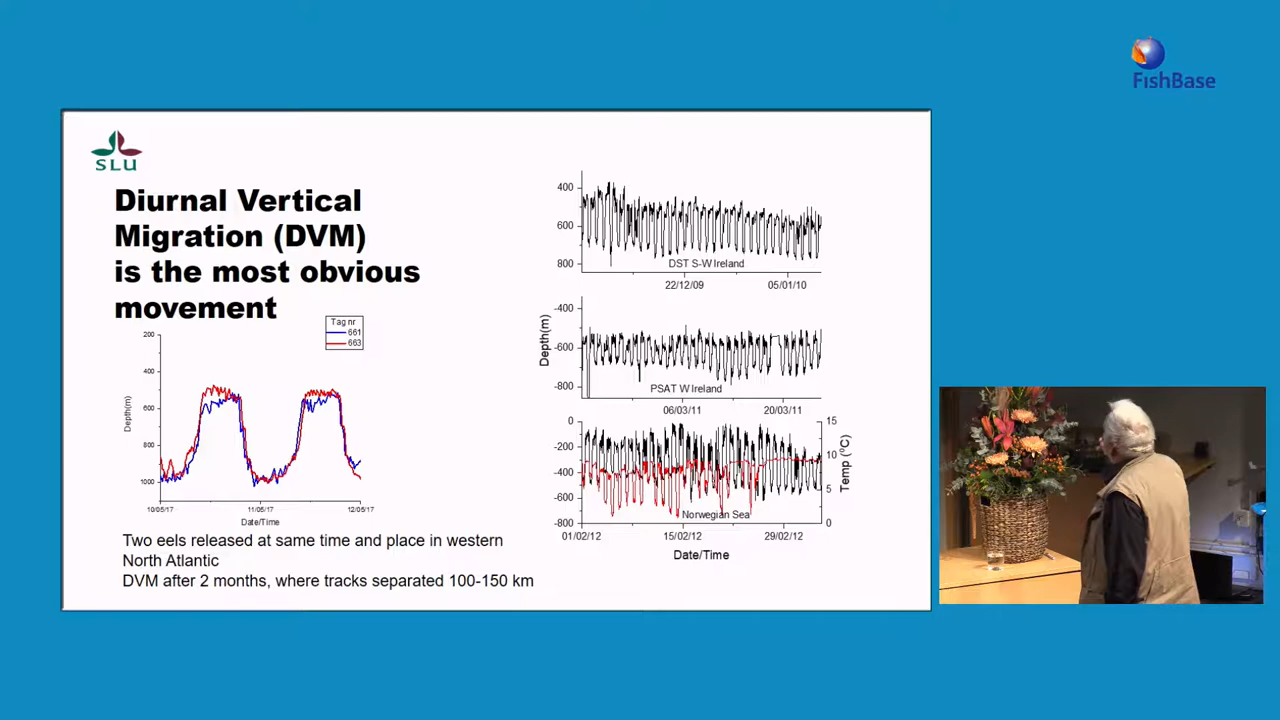 FishBase
SLU
Diurnal Vertical
Migration (DVM)
is the most obvious
movement
Tag nr
661
663
200
400
600
800
1000
Depth(m)
10/05/17
11/05/17
12/05/17
Date/Time
Two eels released at same time and place in western
North Atlantic
DVM after 2 months, where tracks separated 100-150 km
400
600
800
DST S-W Ireland
22/12/09
05/01/10
-400
-600
-800
Depth(m)
PSAT W Ireland
06/03/11
20/03/11
0
-200
-400
-600
-800
15
10
5
0
Temp (ºC)
Norwegian Sea
01/02/12
15/02/12
29/02/12
Date/Time